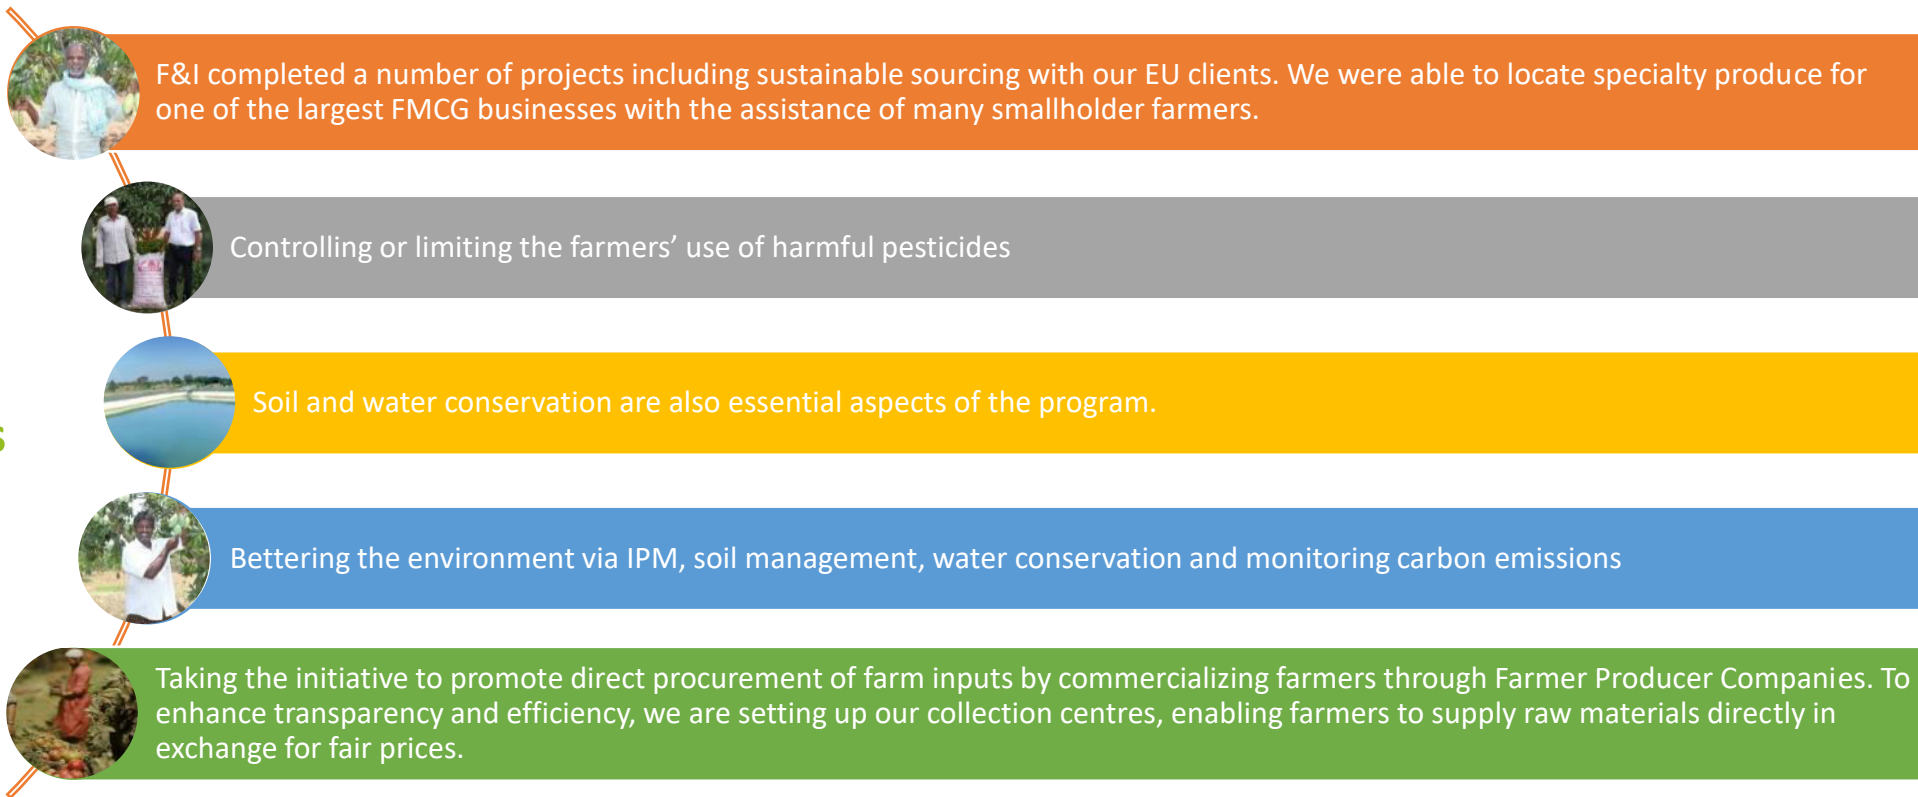 F&I completed a number of projects including sustainable sourcing with our EU clients. We were able to locate specialty produce for
one of the largest FMCG businesses with the assistance of many smallholder farmers.
Controlling or limiting the farmers’ use of harmful pesticides
Soil and water conservation are also essential aspects of the program.
s
Bettering the environment via IPM, soil management, water conservation and monitoring carbon emissions
Taking the initiative to promote direct procurement of farm inputs by commercializing farmers through Farmer Producer Companies. To
enhance transparency and efficiency, we are setting up our collection centres, enabling farmers to supply raw materials directly in
exchange for fair prices.